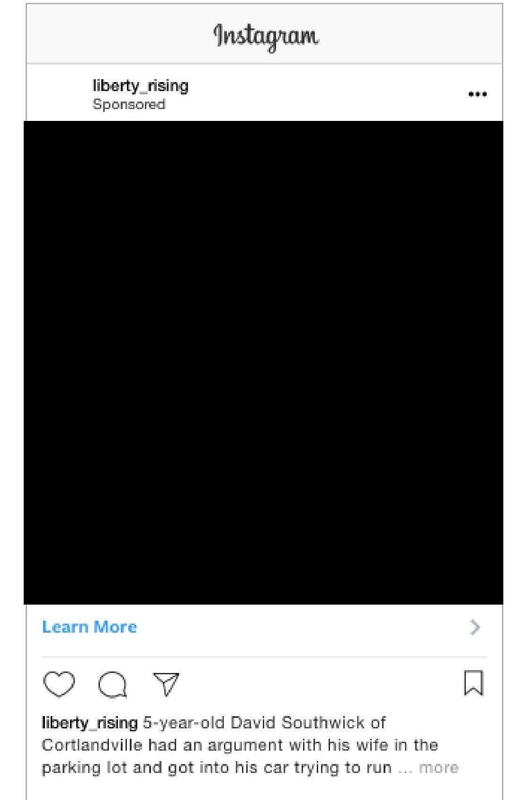 Instagram
liberty_rising
Sponsored
Learn More
liberty_rising 5-year-old David Southwick of
Cortlandville had an argument with his wife in the
parking lot and got into his car trying to run ... more